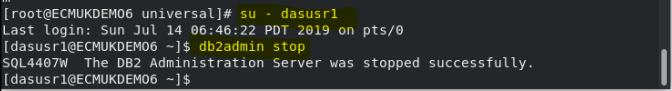 [root@ECMUKDEMO6 universal]# su - dasusr1
Last login: Sun Jul 14 06:46:22 PDT 2019 on pts/0
[dasusr1@ECMUKDEMO6 ~]$ db2admin stop
SQL4407W  The DB2 Administration Server was stopped successfully.
[dasusr1@ECMUKDEMO6 ~]$